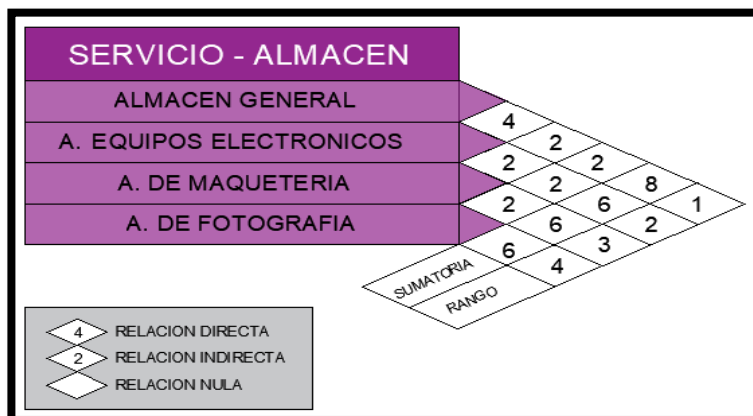 SERVICIO - ALMACEN
ALMACEN GENERAL
A. EQUIPOS ELECTRONICOS
A. DE MAQUETERIA
A. DE FOTOGRAFIA
4
2
2
2
8
2
6
1
2
6
2
6
3
6
4
SUMATORIA
RANGO
4 RELACION DIRECTA
2 RELACION INDIRECTA
RELACION NULA